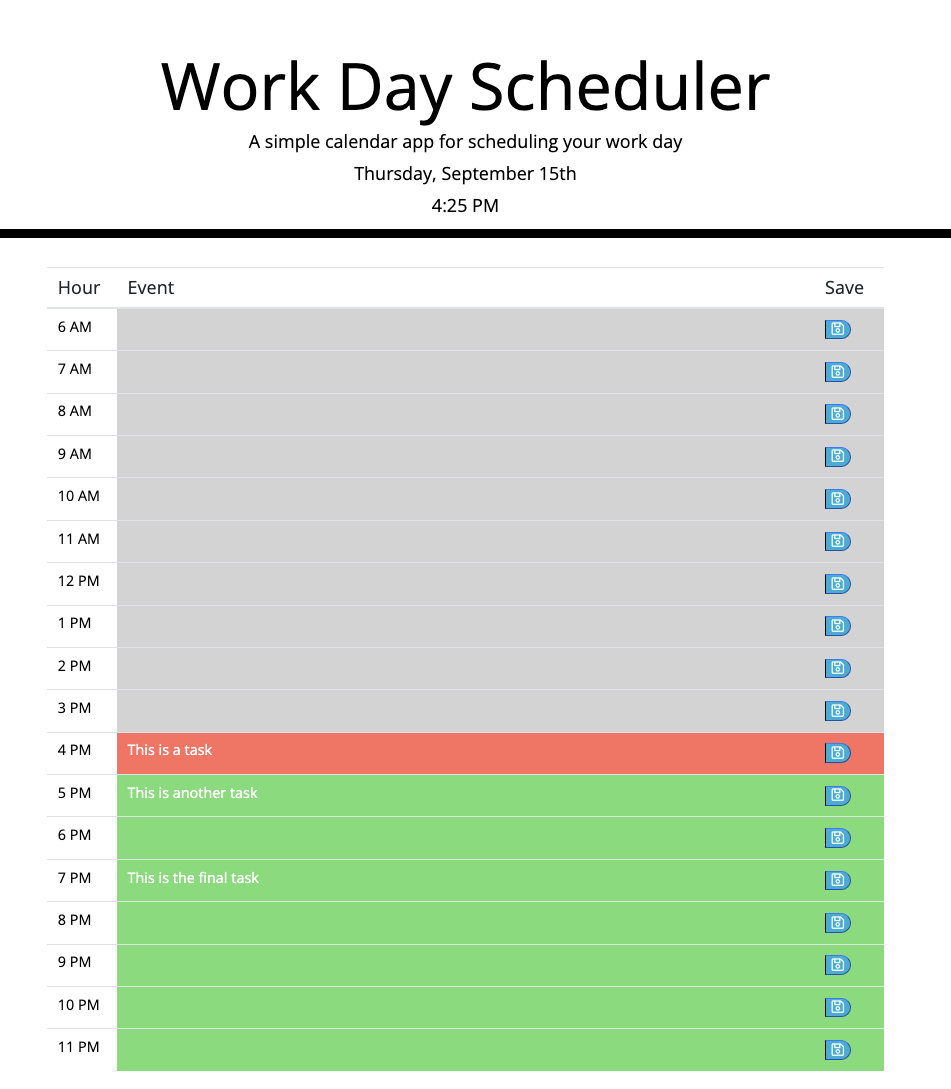 Work Day Scheduler
A simple calendar app for scheduling your work day
Thursday, September 15th
4:25 PM
Hour Event Save
6 AM
7 AM
8 AM
9 AM
10 AM
11 AM
12 PM
1 PM
2 PM
3 PM
4 PM This is a task
5 PM This is another task
6 PM
7 PM This is the final task
8 PM
9 PM
10 PM
11 PM